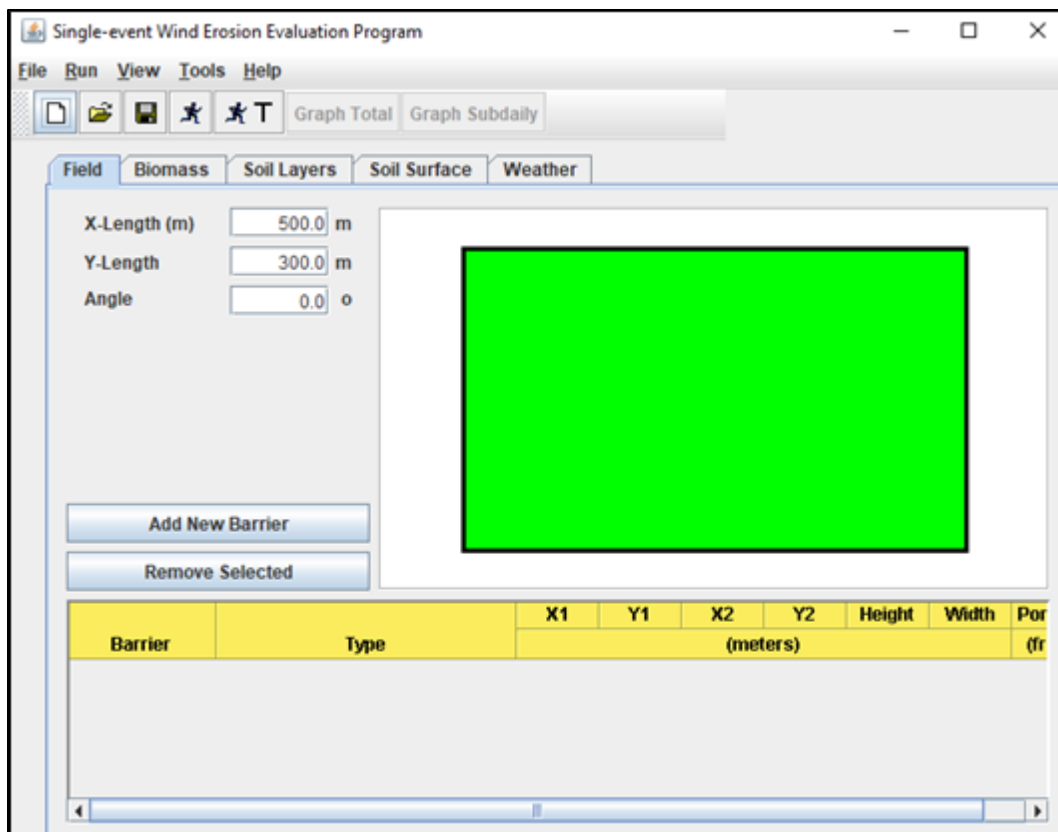 Single-event Wind Erosion Evaluation Program
File Run View Tools Help
T Graph Total Graph Subdaily
Field Biomass Soil Layers Soil Surface Weather
X-Length (m) 500.0 m
Y-Length 300.0 m
Angle 0.0 o
Add New Barrier
Remove Selected
X1 Y1 X2 Y2 Height Width Por
Barrier Type (meters) (fr